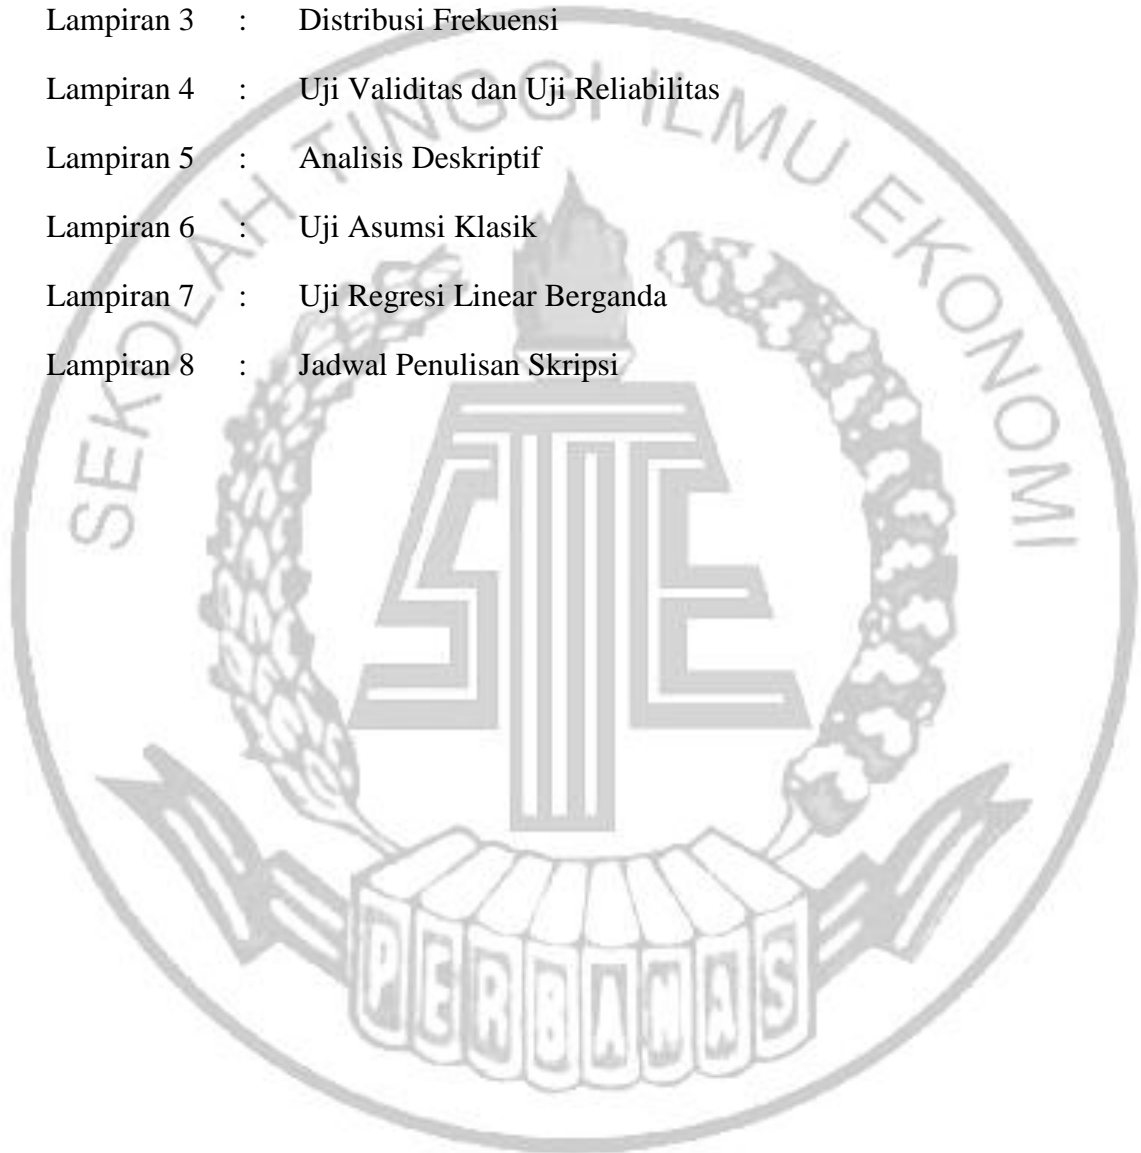 Lampiran 3 : Distribusi Frekuensi
Lampiran 4 : Uji Validitas dan Uji Reliabilitas
Lampiran 5 : Analisis Deskriptif
Lampiran 6 : Uji Asumsi Klasik
Lampiran 7 : Uji Regresi Linear Berganda
Lampiran 8 : Jadwal Penulisan Skripsi
SEKOLAH TINGGI ILMU EKONOMI
STIE
PERBANAS